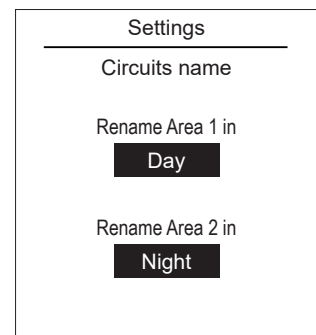 Settings
Circuits name
Rename Area 1 in
Day
Rename Area 2 in
Night